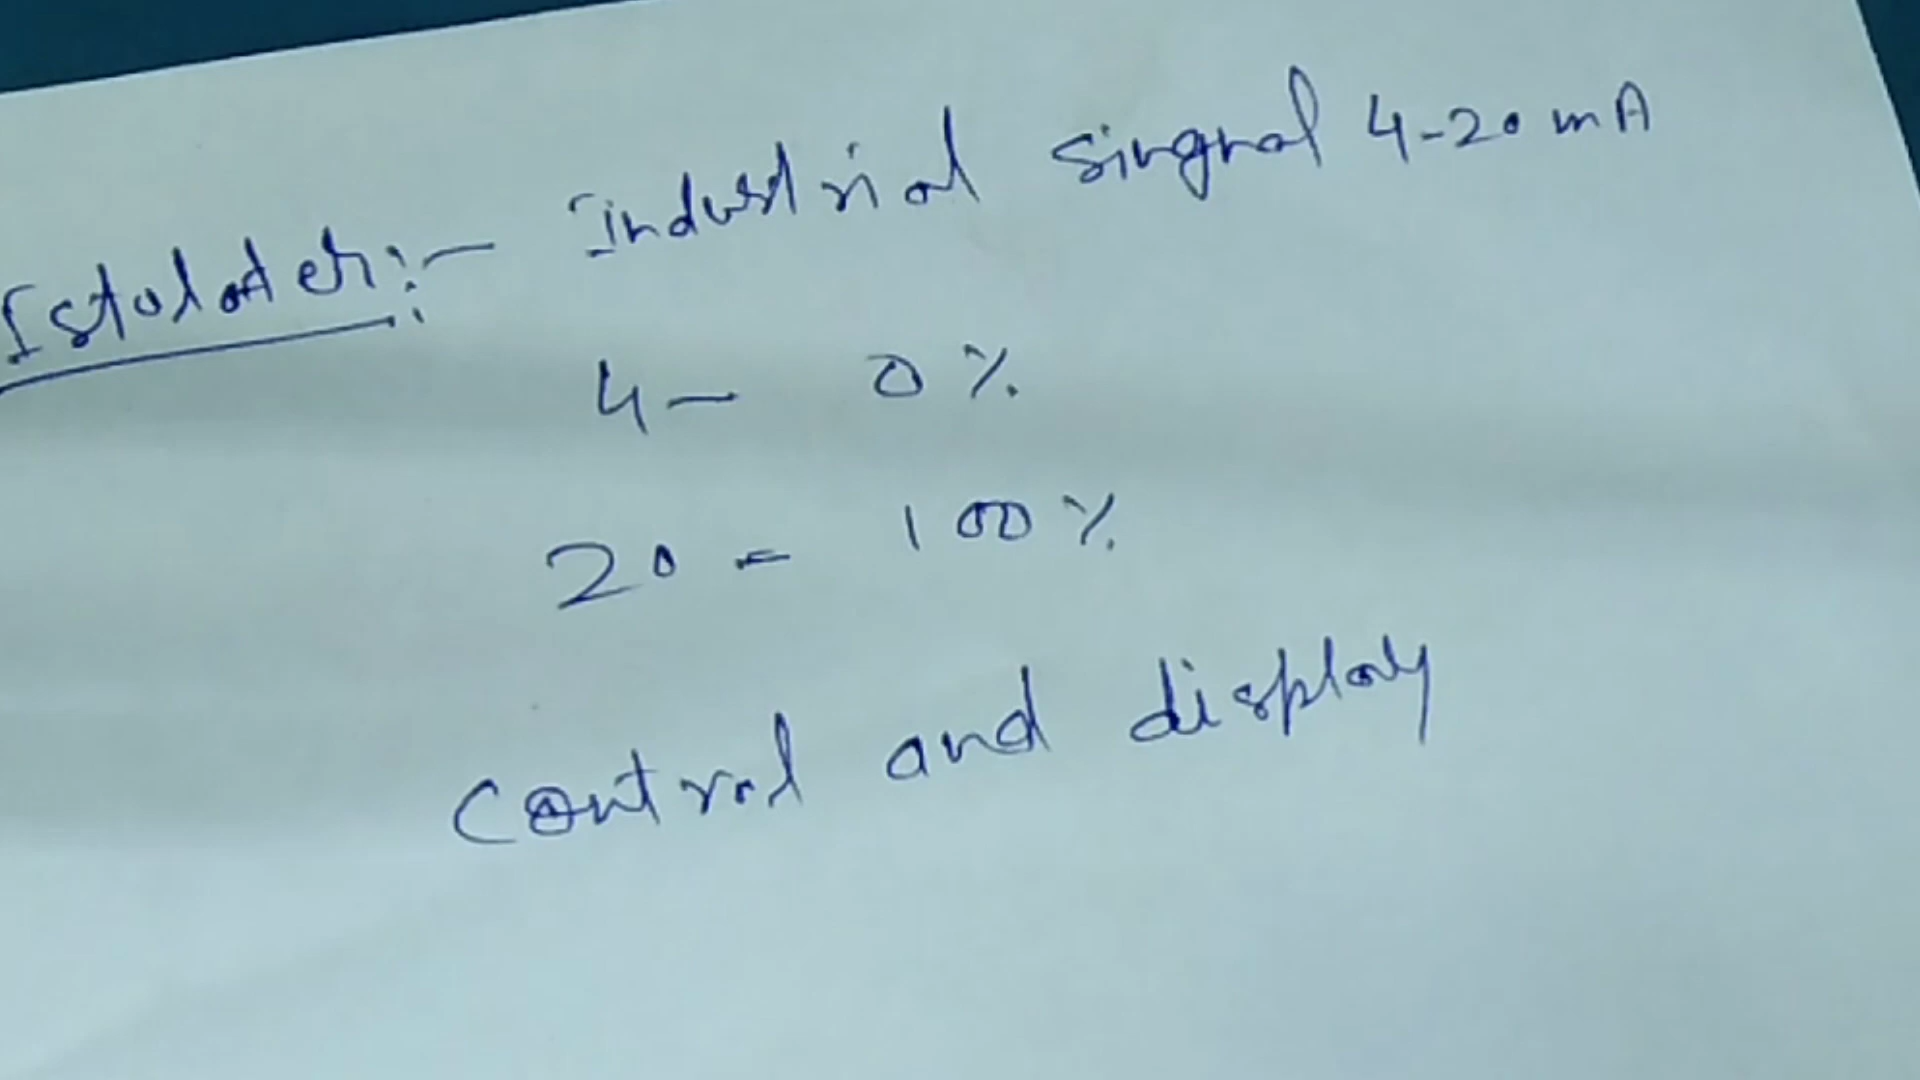 Istolater:- Industrial singnal 4-20 mA
4 - 0%
20 - 100%
control and display